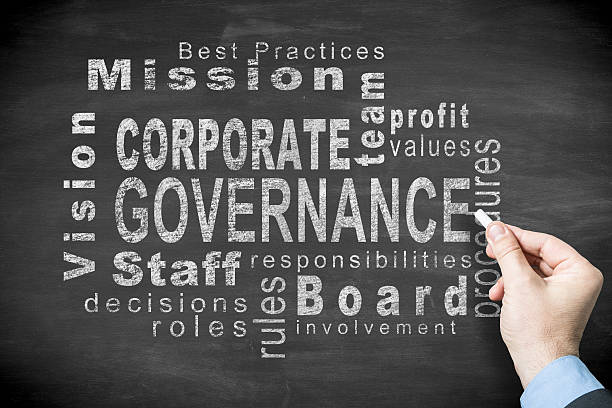 Best Practices
Mission
Vision
CORPORATE
team
profit
values
GOVERNANCE
procedures
Staff
responsibilities
decisions
rules
Board
roles
involvement